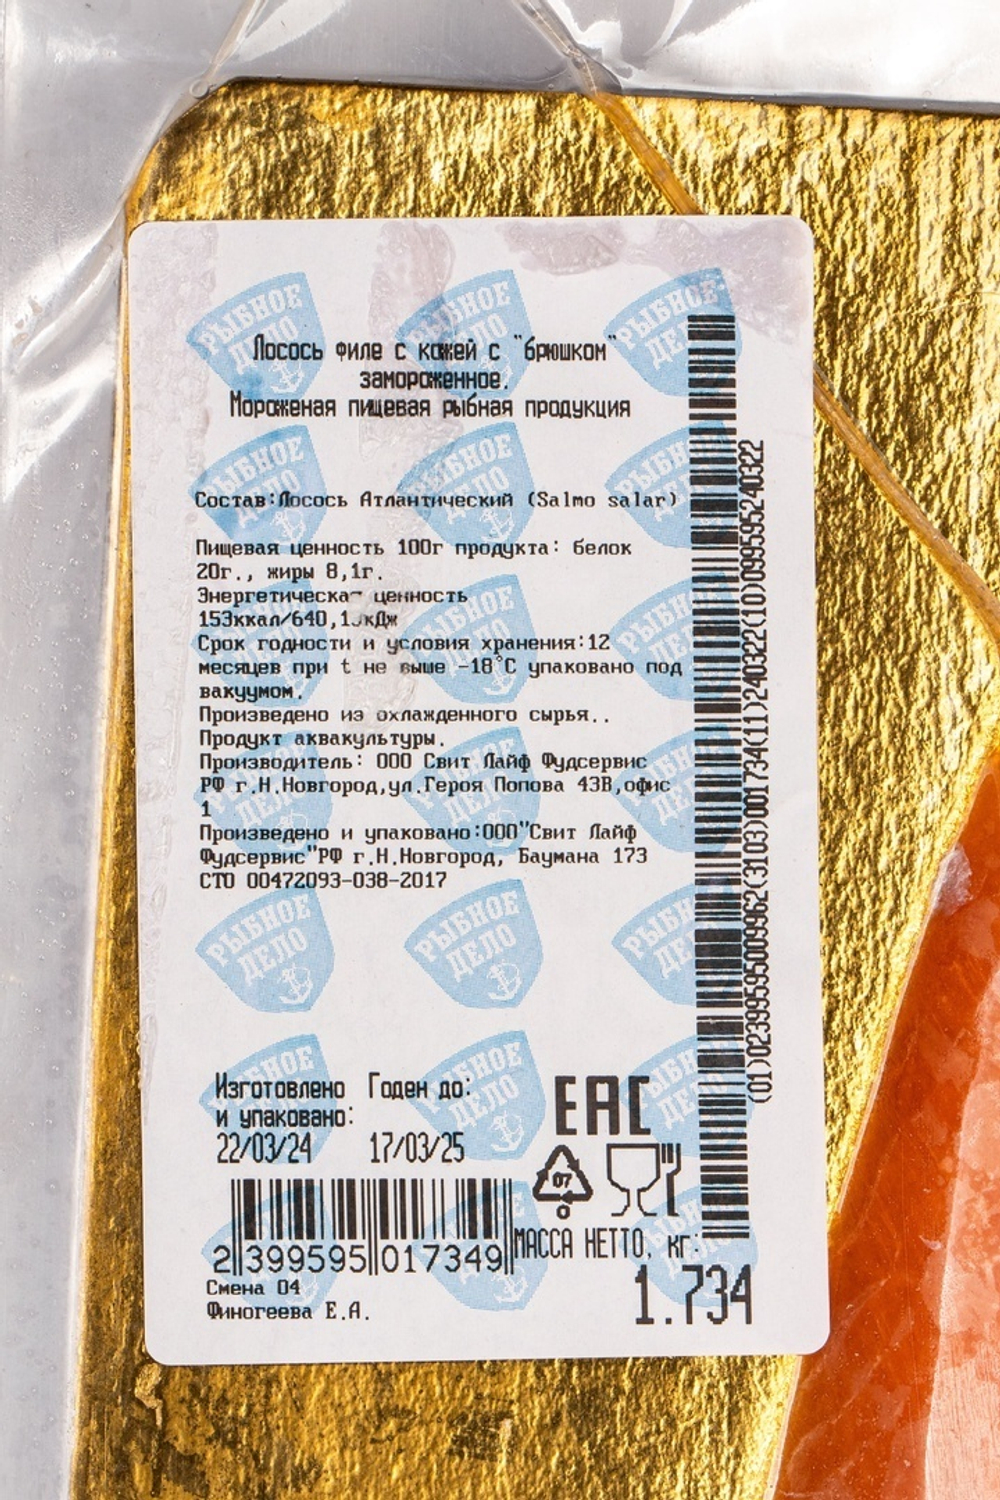 Лосось филе с кожей с "брюшком"
замороженное.
Мороженая пищевая рыбная продукция
Состав:Лосось Атлантический (Salmo salar)
Пищевая ценность 100г продукта: белок
20г., жиры 8,1г.
ценность
153ккал/640,1
Срок годности и условия хранения:12
месяцев при t не выше -18°C упаковано под
вакуумом.
Произведено из охлажденного сырья..
Продукт аквакультуры.
Производитель: ООО Свит Лайф Фудсервис
РФ г.Н.Новгород,ул.Героя Попова 43В,офис
1
Произведено и упаковано:ООО"Свит Лайф
Фудсервис"РФ г.Н.Новгород, Баумана 173
СТО 00472093-038-2017
РЫБНОЕ
ДЕЛО
Изготовлено Годен до:
и упаковано:
22/03/24 17/03/25
EAC
07
2 399595 017349
МАССА НЕТТО, кг:
1.734
Смена 04
Финогеева Е.А.
(01)02399595009962(3103)001734(11)240322(10)099595240322